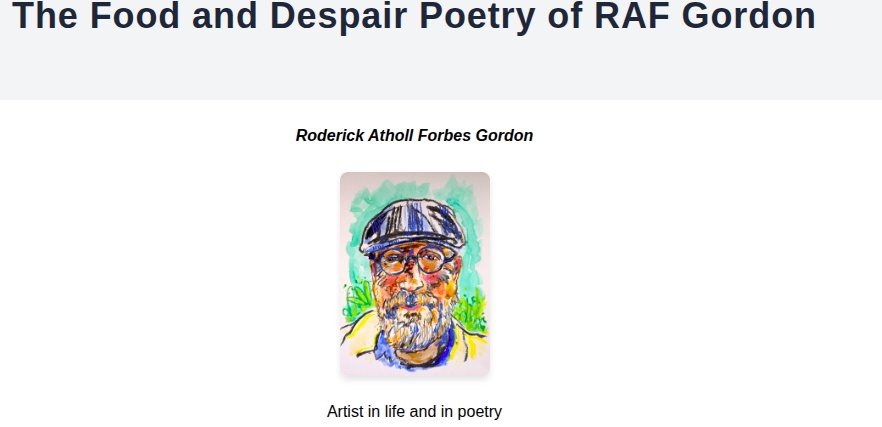 The Food and Despair Poetry of RAF Gordon
Roderick Atholl Forbes Gordon
Artist in life and in poetry